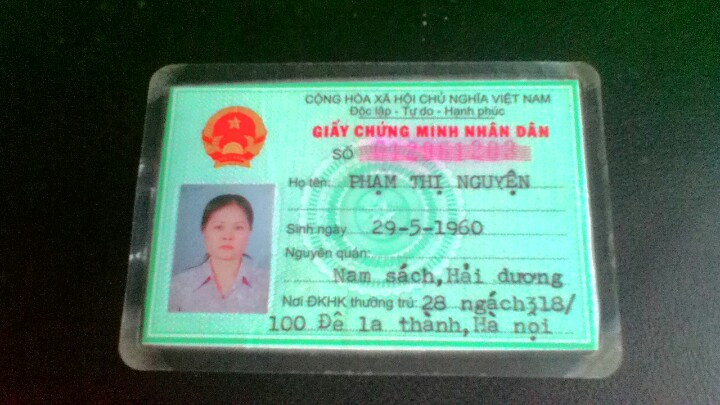 CỘNG HÒA XÃ HỘI CHỦ NGHĨA VIỆT NAM
Độc lập - Tự do - Hạnh phúc
GIẤY CHỨNG MINH NHÂN DÂN
SỐ
Họ tên: PHẠM THỊ NGUYỆN
Sinh ngày 29-5-1960
Nguyên quán:
Nam sách,Hải dương
Nơi ĐKHK thường trú: 28 ngách318/
100 Đê la thành,Hà nội